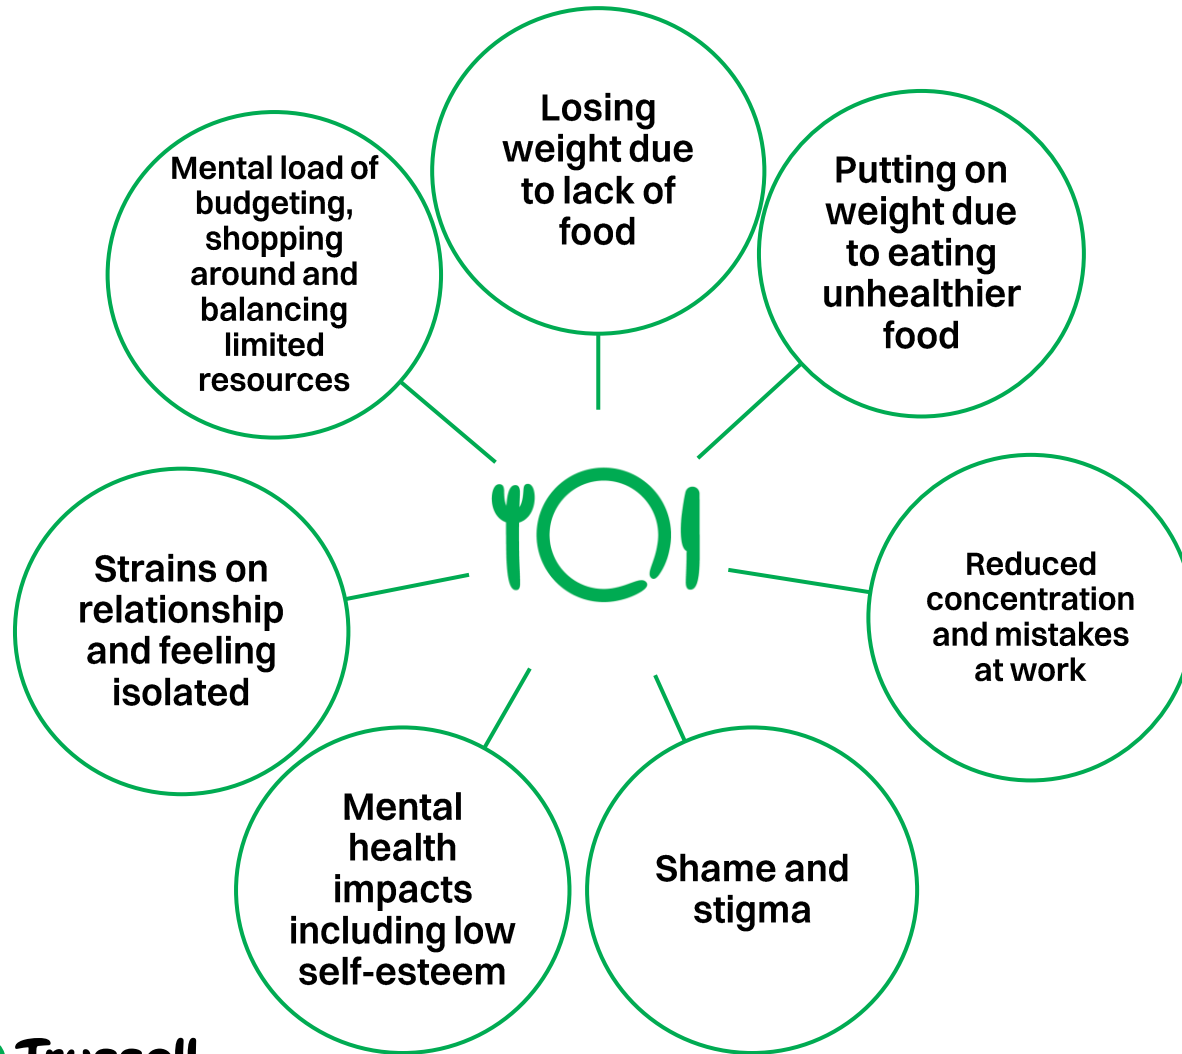 Losing
weight due
to lack of
food
Putting on
weight due
to eating
unhealthier
food
Mental load of
budgeting,
shopping
around and
balancing
limited
resources
Reduced
concentration
and mistakes
at work
Strains on
relationship
and feeling
isolated
Mental
health
impacts
including low
self-esteem
Shame and
stigma
Trussell